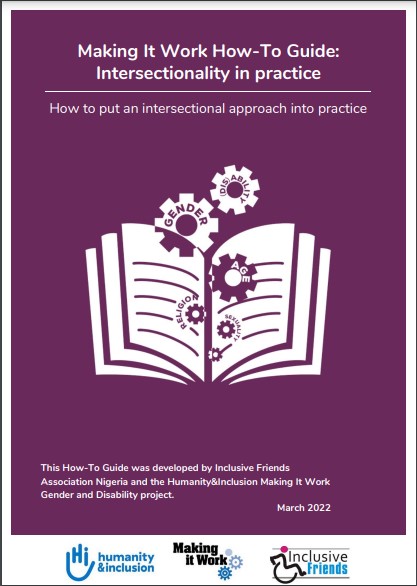 Making It Work How-To Guide:
Intersectionality in practice
How to put an intersectional approach into practice
(DIS)ABILITY
GENDER
AGE
RELIGION
SEXUALITY
This How-To Guide was developed by Inclusive Friends
Association Nigeria and the Humanity&Inclusion Making It Work
Gender and Disability project.
March 2022
Hi humanity
&inclusion
Making
it Work
inclusive
Friends